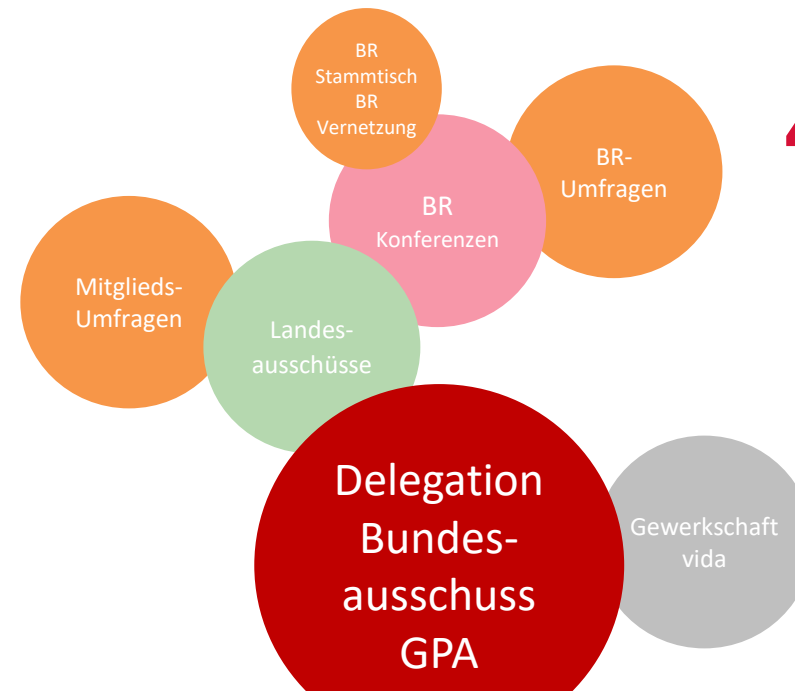 BR
Stammtisch
BR
Vernetzung
BR-
Umfragen
BR
Konferenzen
Mitglieds-
Umfragen
Landes-
ausschüsse
Delegation
Bundes-
ausschuss
GPA
Gewerkschaft
vida